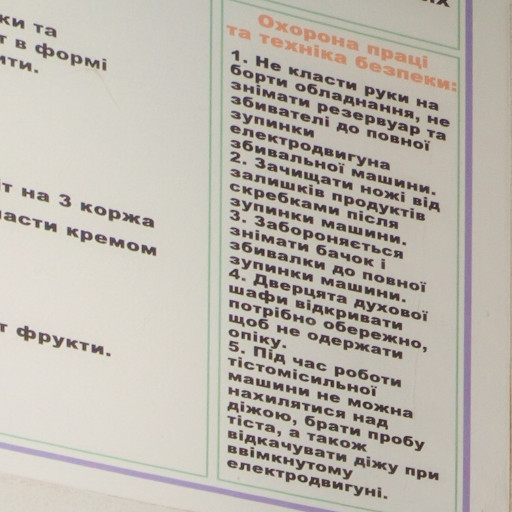 ки та
т в формі
ити.
іт на 3 коржа
ласти кремом
т фрукти.
Охорона праці
та техніка безпеки:
1. Не класти руки на
борти обладнання, не
знімати резервуар та
збивателі до повної
зупинки
електродвигуна
збивальної машини.
2. Зачищати ножі від
залишків продуктів
скребками після
зупинки машини.
3. Забороняється
знімати бачок і
збивалки до повної
зупинки машини.
4. Дверцята духової
шафи відкривати
потрібно обережно,
щоб не одержати
опіку.
5. Під час роботи
тістомісильної
машини не можна
нахилятися над
діжою, брати пробу
тіста, а також
відкачувати діжу при
ввімкнутому
електродвигуні.